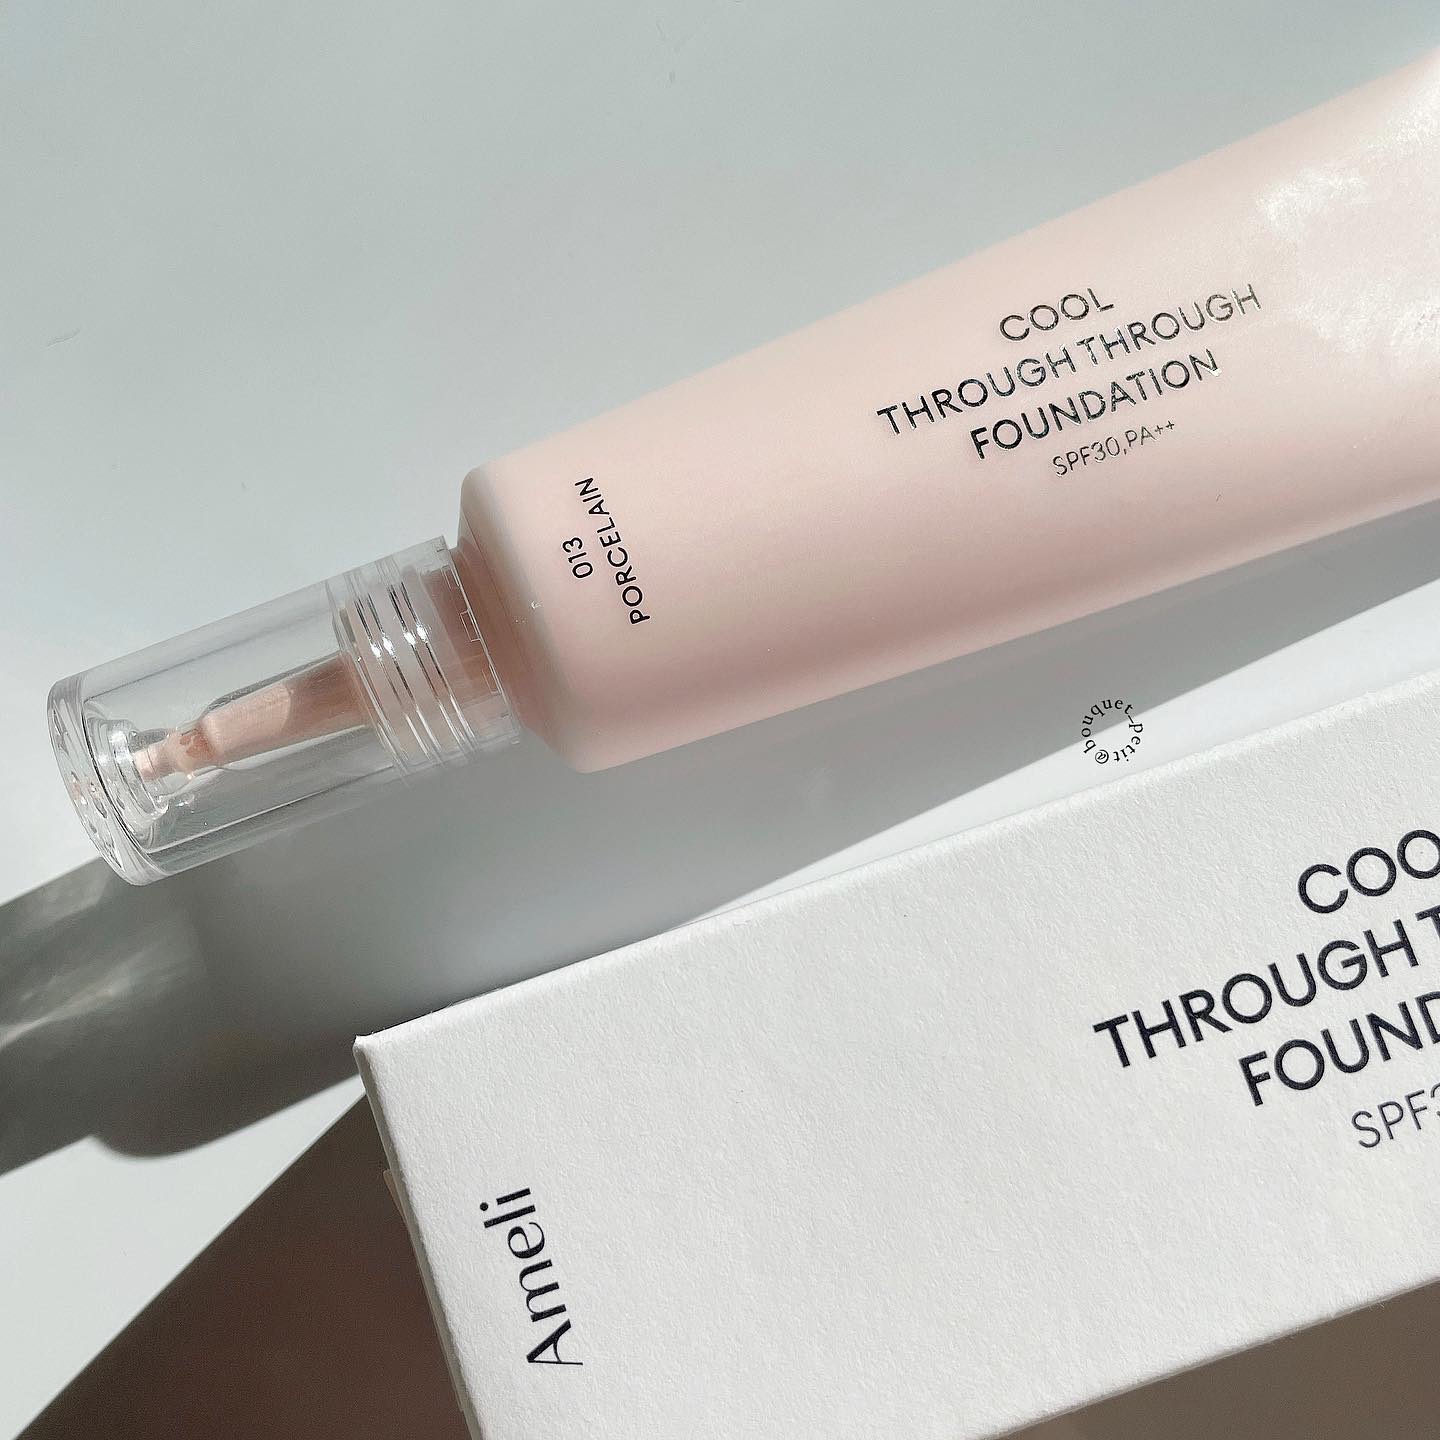 COOL
THROUGH THROUGH
FOUNDATION
SPF30,PA++
013
PORCELAIN
@bouquet_petit
COO
THROUGH T
FOUND
SPF3
Ameli